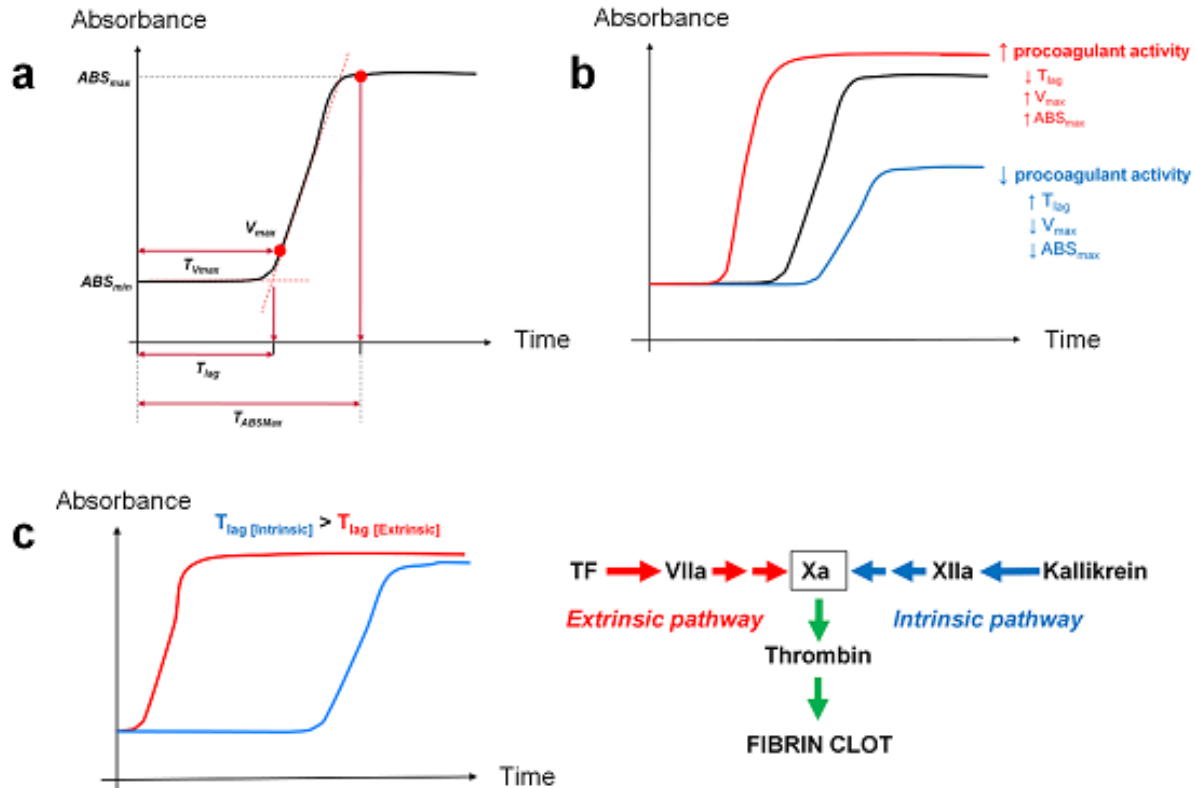 a
Absorbance
ABSmax
Vmax
TVmax
ABSmin
Time
Tlag
TABSMax
b
Absorbance
↑ procoagulant activity
↓ Tlag
↑ Vmax
↑ ABSmax
↓ procoagulant activity
↑ Tlag
↓ Vmax
↓ ABSmax
Time
c
Absorbance
Tlag [Intrinsic] > Tlag [Extrinsic]
Time
TF VIIa Xa XIIa Kallikrein
Extrinsic pathway Intrinsic pathway
Thrombin
FIBRIN CLOT